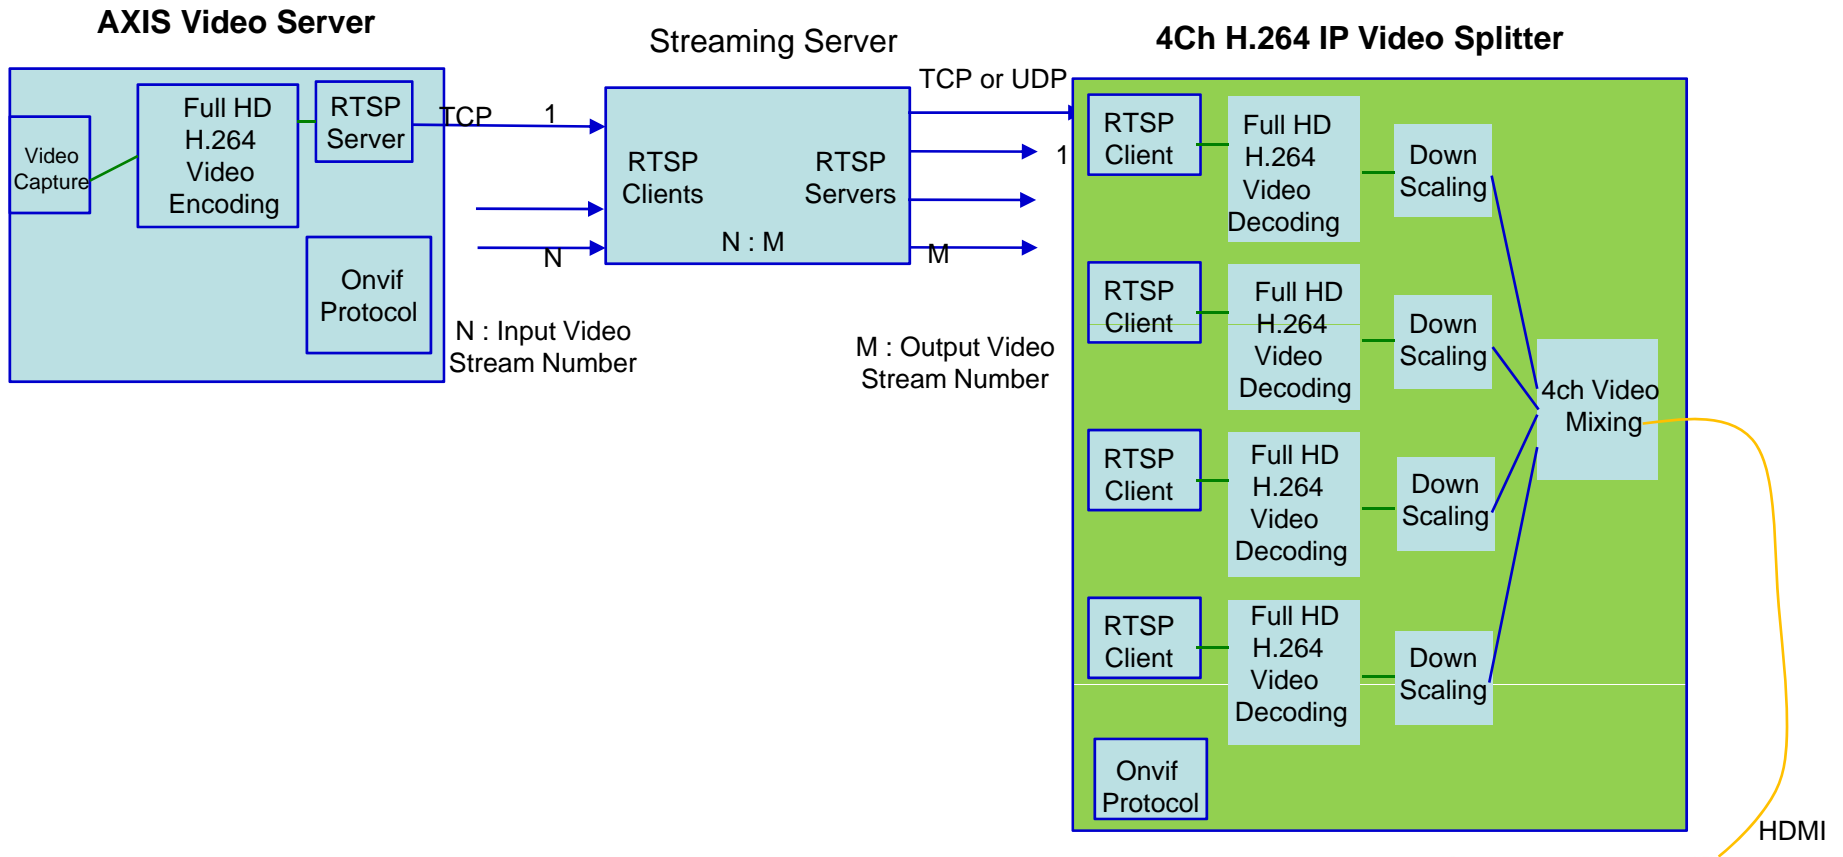 AXIS Video Server
Video
Capture
Full HD
H.264
Video
Encoding
RTSP
Server
Onvif
Protocol
TCP
1
N
N : Input Video
Stream Number
Streaming Server
RTSP
Clients
RTSP
Servers
N : M
TCP or UDP
1
M
M : Output Video
Stream Number
4Ch H.264 IP Video Splitter
RTSP
Client
Full HD
H.264
Video
Decoding
Down
Scaling
RTSP
Client
Full HD
H.264
Video
Decoding
Down
Scaling
RTSP
Client
Full HD
H.264
Video
Decoding
Down
Scaling
RTSP
Client
Full HD
H.264
Video
Decoding
Down
Scaling
4ch Video
Mixing
Onvif
Protocol
HDMI